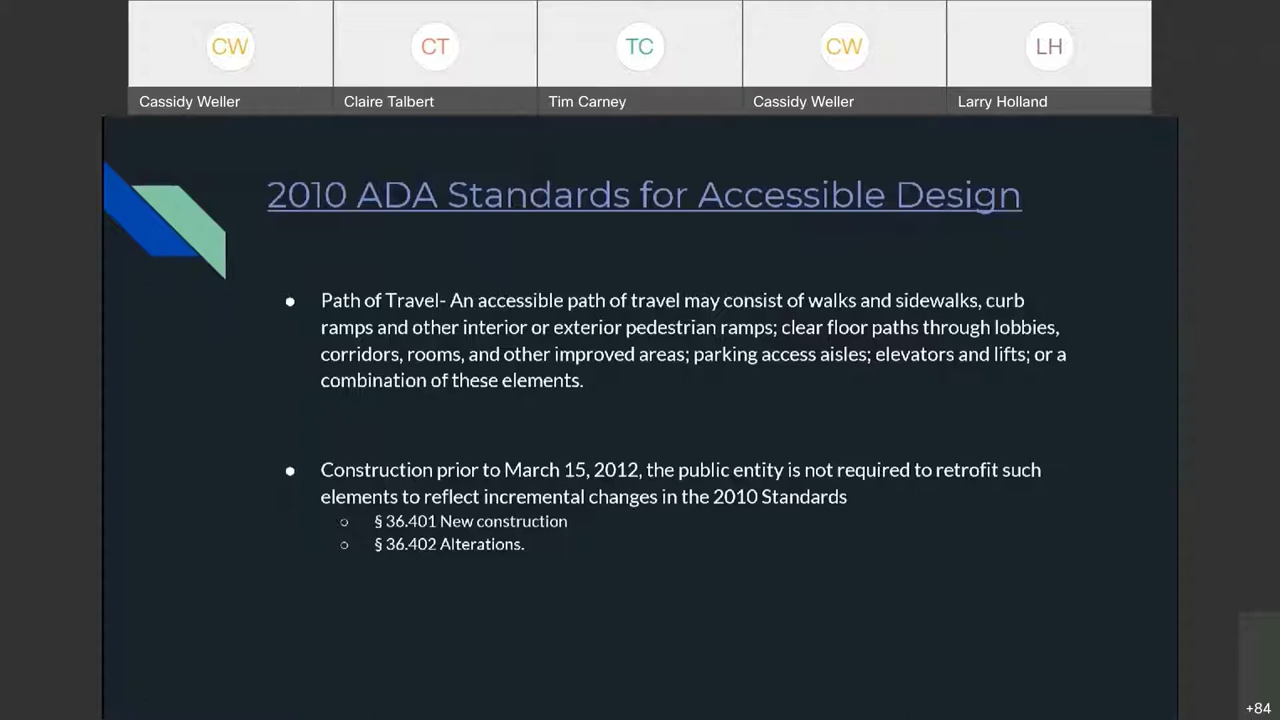 CW
CT
TC
CW
LH
Cassidy Weller
Claire Talbert
Tim Carney
Cassidy Weller
Larry Holland
2010 ADA Standards for Accessible Design
● Path of Travel- An accessible path of travel may consist of walks and sidewalks, curb
ramps and other interior or exterior pedestrian ramps; clear floor paths through lobbies,
corridors, rooms, and other improved areas; parking access aisles; elevators and lifts; or a
combination of these elements.
● Construction prior to March 15, 2012, the public entity is not required to retrofit such
elements to reflect incremental changes in the 2010 Standards
○ § 36.401 New construction
○ § 36.402 Alterations.
+84